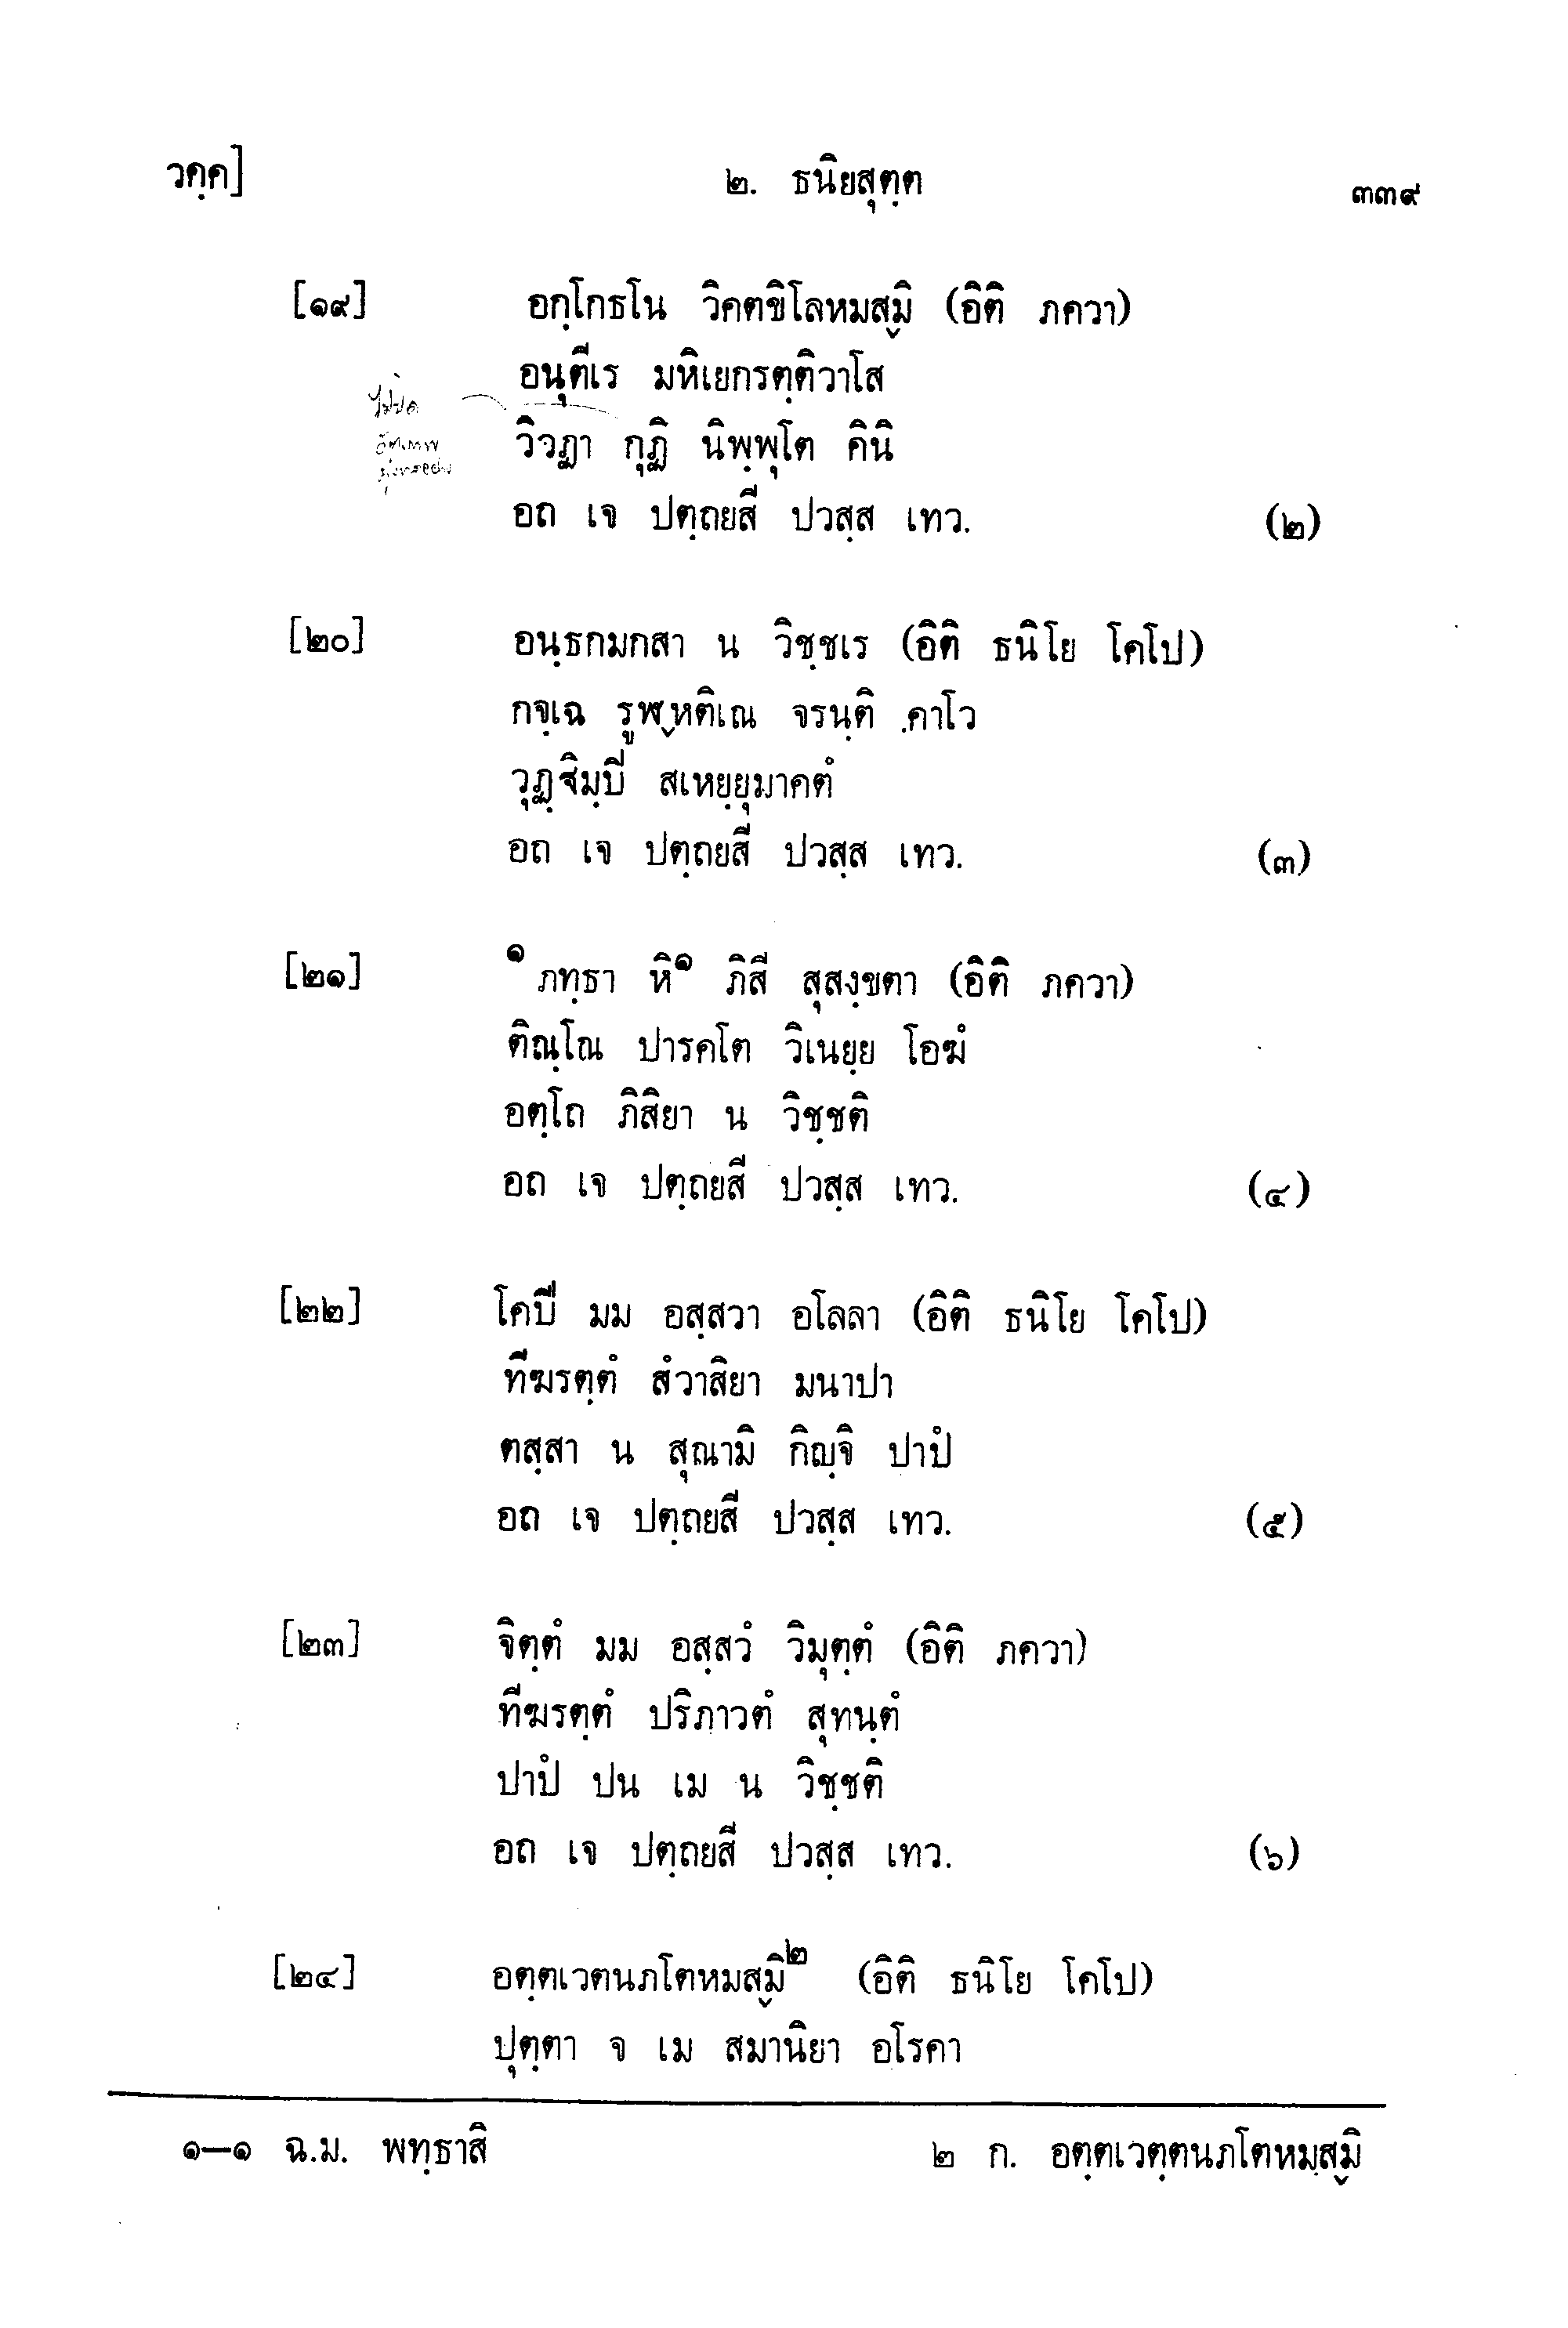 วคฺค]
๒. ธนิยสุตฺต
๓๓๙
[๑๙] อกฺโกธโน วิคตขิโลหมสฺมิ (อิติ ภควา)
อนุตีเร มหิเยกรตฺติวาโส
วิวฏา กุฏิ นิพฺพุโต คินิ
อถ เจ ปตฺถยสี ปวสฺส เทว. (๒)
[๒๐] อนฺธกมกสา น วิชฺชเร (อิติ ธนิโย โคโป)
กจฺเฉ รูฬฺหติเณ จรนฺติ คาโว
วุฏฺฐิมฺปี สเหยฺยุมาคตํ
อถ เจ ปตฺถยสี ปวสฺส เทว. (๓)
[๒๑] ๑ภทฺธา หิ๑ ภิสี สุสงฺขตา (อิติ ภควา)
ติณฺโณ ปารคโต วิเนยฺย โอฆํ
อตฺโถ ภิสิยา น วิชฺชติ
อถ เจ ปตฺถยสี ปวสฺส เทว. (๔)
[๒๒] โคปี มม อสฺสวา อโลลา (อิติ ธนิโย โคโป)
ทีฆรตฺตํ สํวาสิยา มนาปา
ตสฺสา น สุณามิ กิญฺจิ ปาปํ
อถ เจ ปตฺถยสี ปวสฺส เทว. (๕)
[๒๓] จิตฺตํ มม อสฺสวํ วิมุตฺตํ (อิติ ภควา)
ทีฆรตฺตํ ปริภาวตํ สุทนฺตํ
ปาปํ ปน เม น วิชฺชติ
อถ เจ ปตฺถยสี ปวสฺส เทว. (๖)
[๒๔] อตฺตเวตนภโตหมสฺมิ๒ (อิติ ธนิโย โคโป)
ปุตฺตา จ เม สมานิยา อโรคา
๑–๑ ฉ.ม. พทฺธาสิ
๒ ก. อตฺตเวตฺตนภโตหมฺสฺมิ